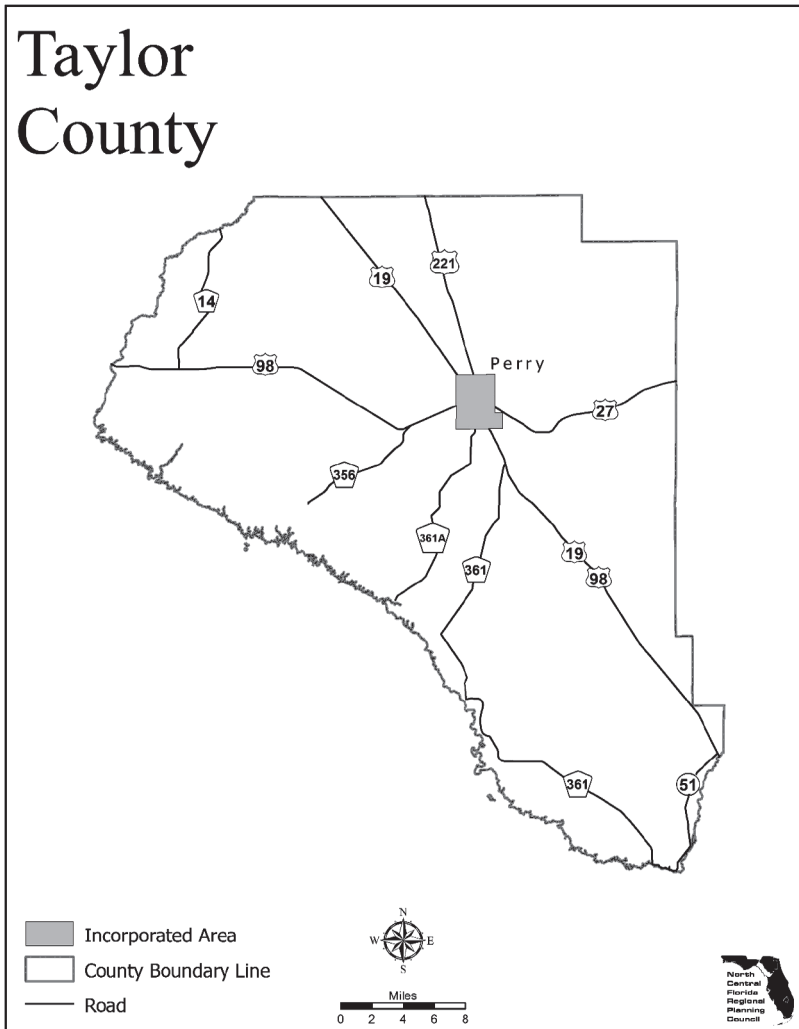 Taylor
County
221
19
14
98
Perry
27
356
361A
361
19
98
361
51
Incorporated Area
County Boundary Line
Road
N
W E
S
Miles
0 2 4 6 8
North
Central
Florida
Regional
Planning
Council